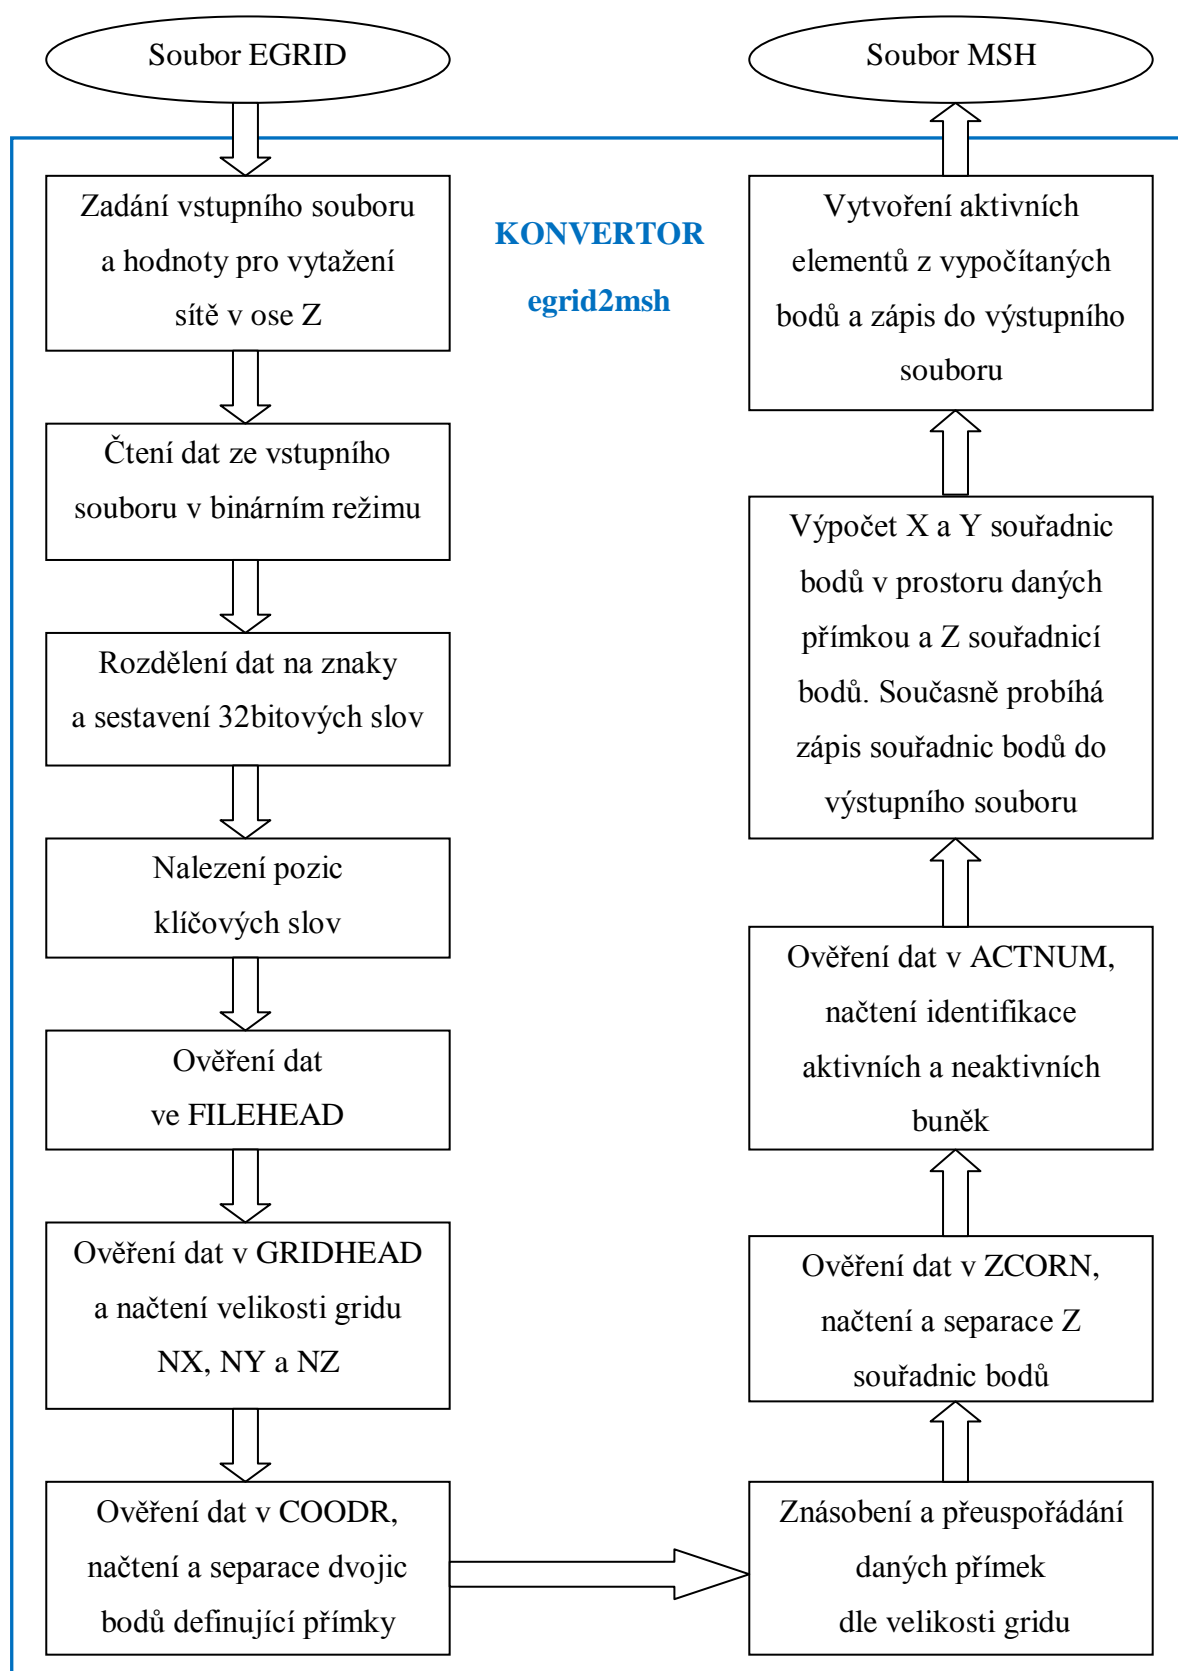 Soubor EGRID
Zadání vstupního souboru
a hodnoty pro vytažení
sítě v ose Z
Čtení dat ze vstupního
souboru v binárním režimu
Rozdělení dat na znaky
a sestavení 32bitových slov
Nalezení pozic
klíčových slov
Ověření dat
ve FILEHEAD
Ověření dat v GRIDHEAD
a načtení velikosti gridu
NX, NY a NZ
Ověření dat v COODR,
načtení a separace dvojic
bodů definující přímky
KONVERTOR
egrid2msh
Znásobení a přeuspořádání
daných přímek
dle velikosti gridu
Ověření dat v ZCORN,
načtení a separace Z
souřadnic bodů
Ověření dat v ACTNUM,
načtení identifikace
aktivních a neaktivních
buněk
Výpočet X a Y souřadnic
bodů v prostoru daných
přímkou a Z souřadnicí
bodů. Současně probíhá
zápis souřadnic bodů do
výstupního souboru
Vytvoření aktivních
elementů z vypočítaných
bodů a zápis do výstupního
souboru
Soubor MSH